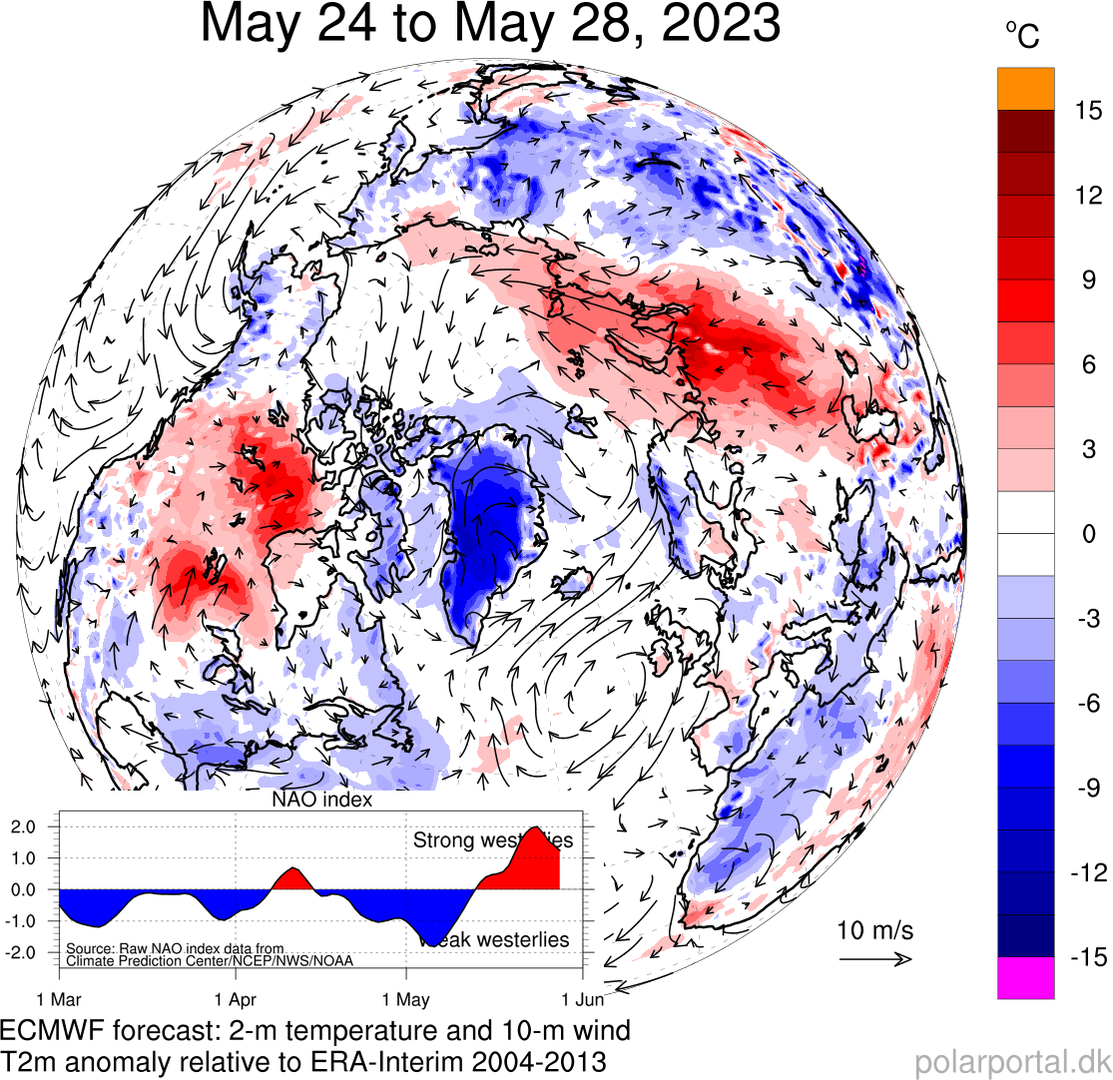 May 24 to May 28, 2023
°C
15
12
9
6
3
0
-3
-6
-9
-12
-15
10 m/s
NAO index
2.0
1.0
0.0
-1.0
-2.0
Strong westerlies
Weak westerlies
Source: Raw NAO index data from
Climate Prediction Center/NCEP/NWS/NOAA
1 Mar 1 Apr 1 May 1 Jun
ECMWF forecast: 2-m temperature and 10-m wind
T2m anomaly relative to ERA-Interim 2004-2013
polarportal.dk